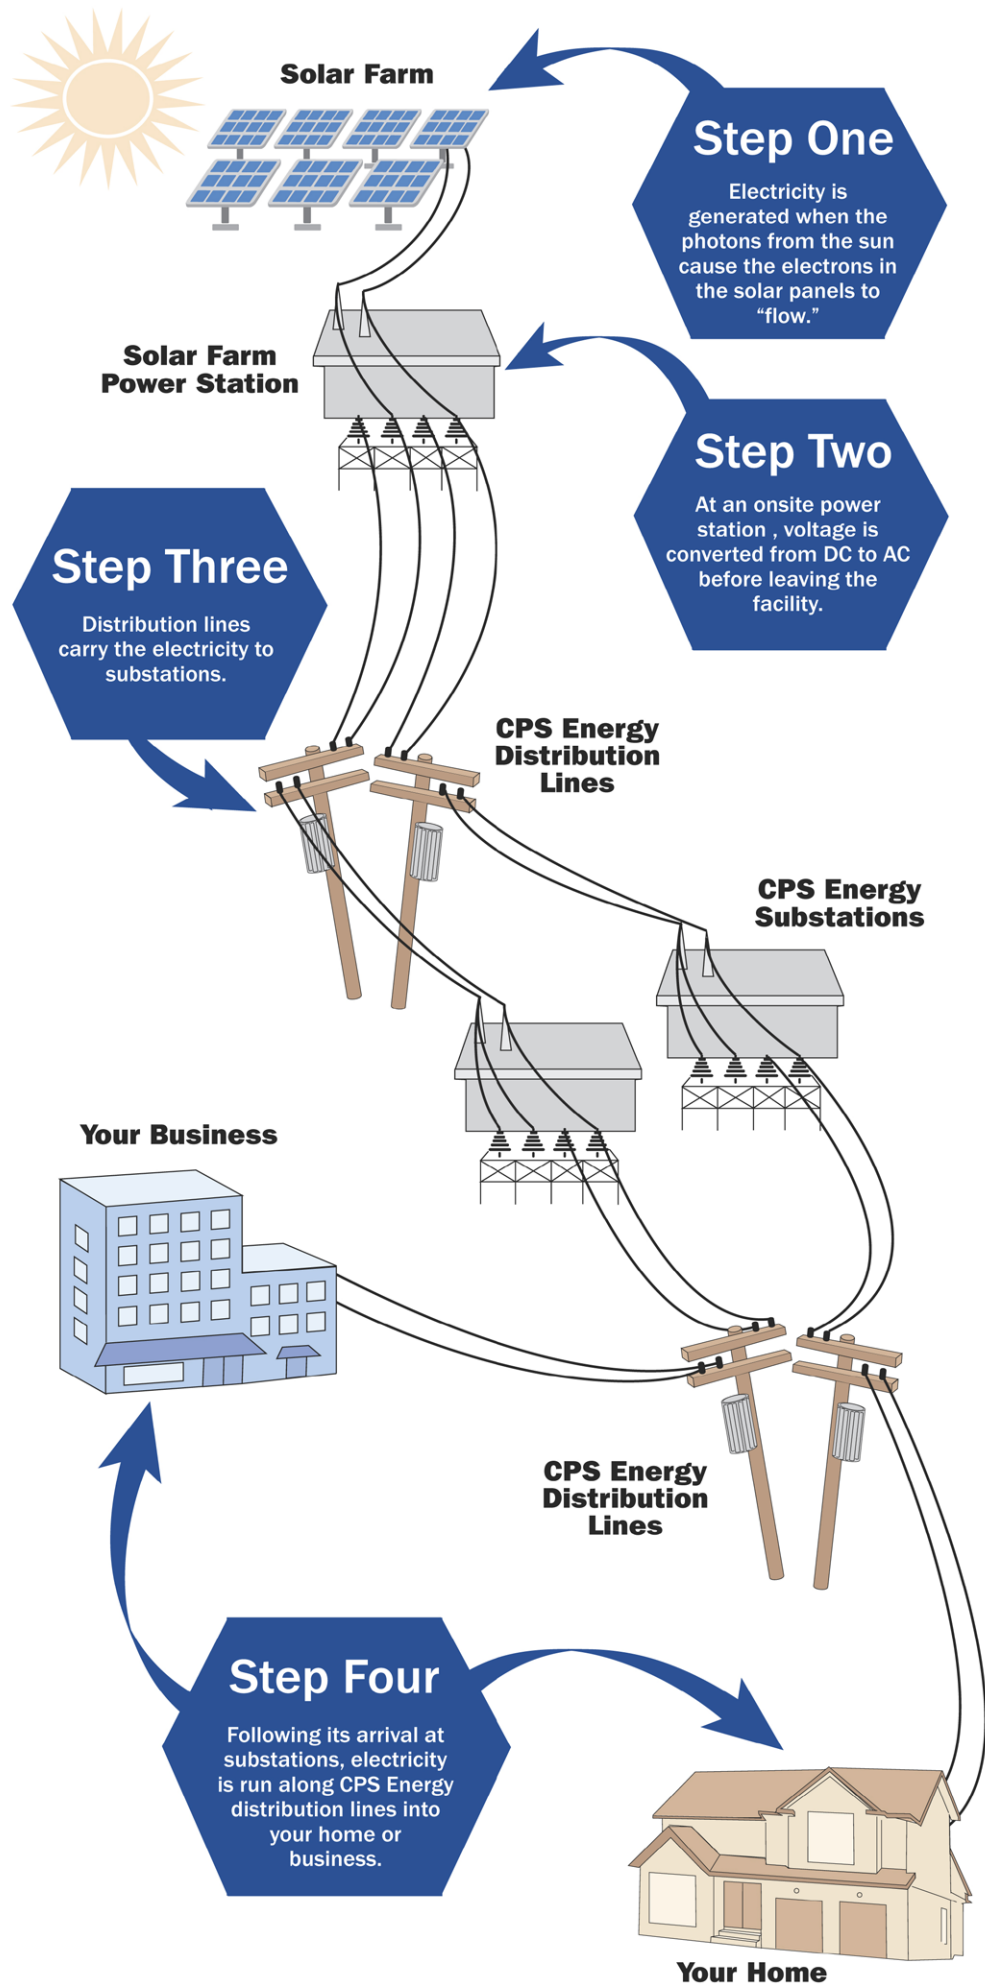 Solar Farm
Step One
Electricity is
generated when the
photons from the sun
cause the electrons in
the solar panels to
“flow.”
Solar Farm
Power Station
Step Two
At an onsite power
station , voltage is
converted from DC to AC
before leaving the
facility.
Step Three
Distribution lines
carry the electricity to
substations.
CPS Energy
Distribution
Lines
CPS Energy
Substations
Your Business
CPS Energy
Distribution
Lines
Step Four
Following its arrival at
substations, electricity
is run along CPS Energy
distribution lines into
your home or
business.
Your Home